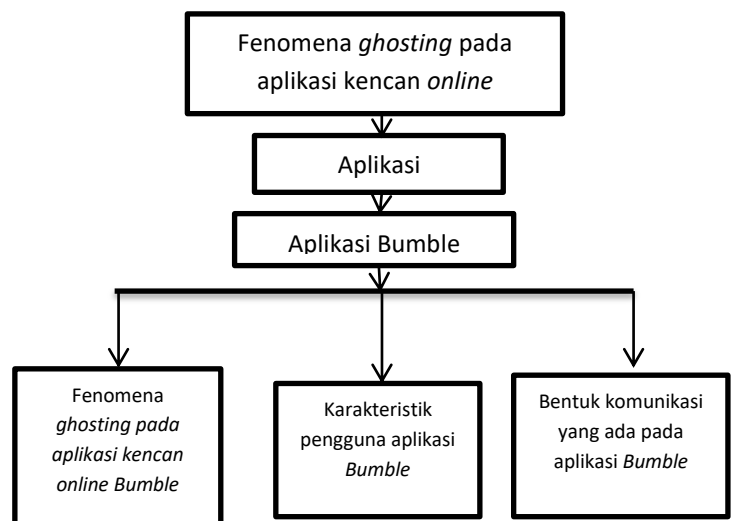 Fenomena ghosting pada
aplikasi kencan online
Aplikasi
Aplikasi Bumble
Fenomena
ghosting pada
aplikasi kencan
online Bumble
Karakteristik
pengguna aplikasi
Bumble
Bentuk komunikasi
yang ada pada
aplikasi Bumble